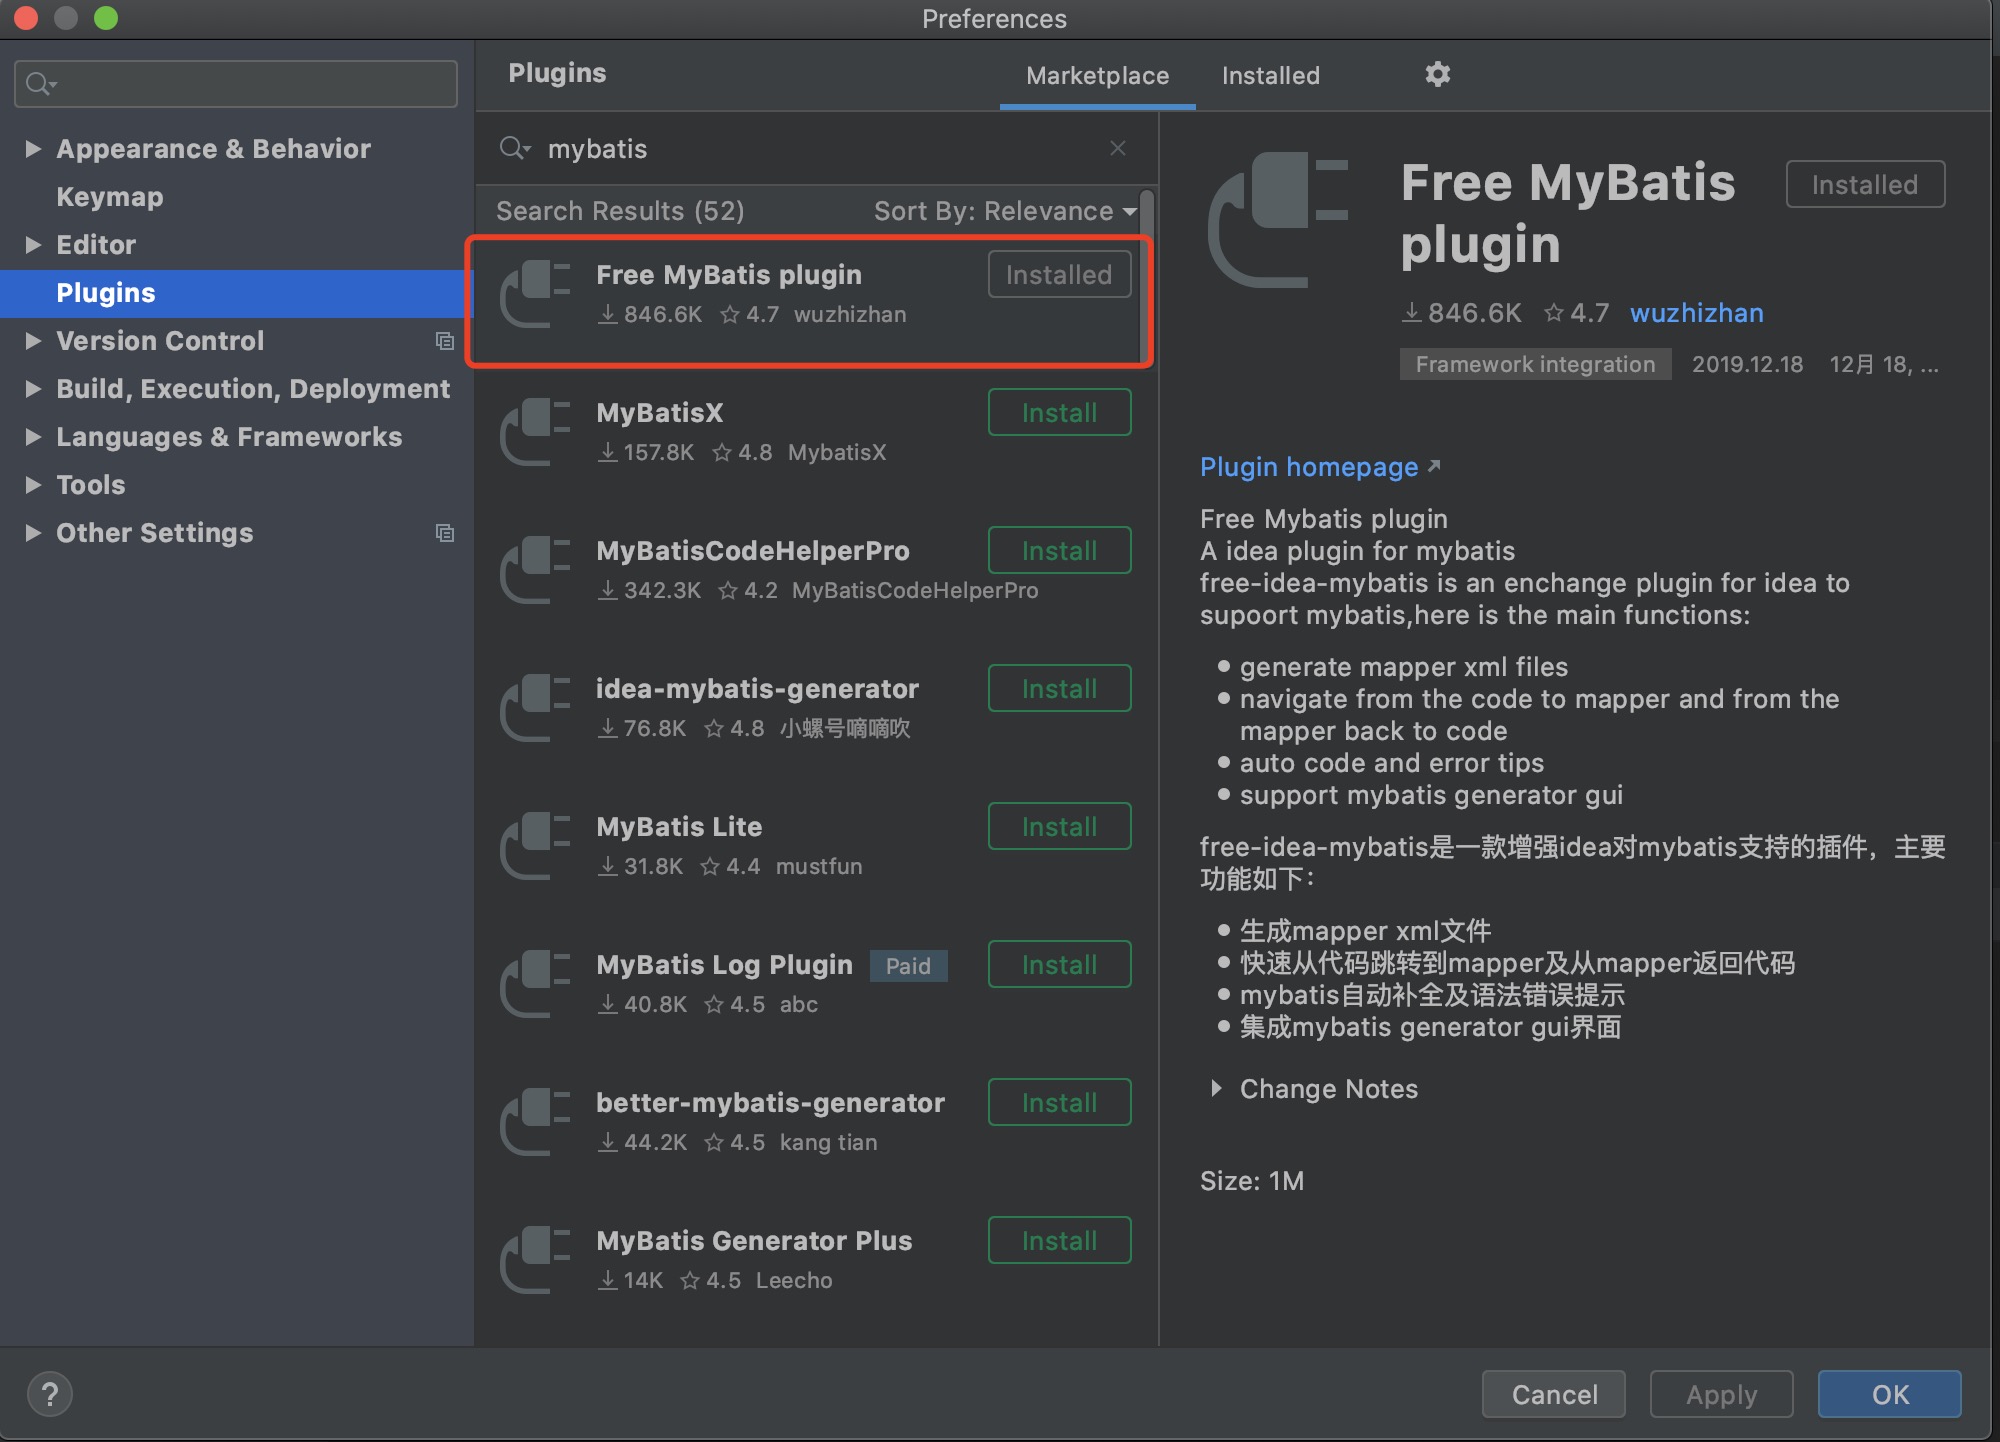 Preferences
Plugins
Marketplace
Installed
Appearance & Behavior
Keymap
Editor
Plugins
Version Control
Build, Execution, Deployment
Languages & Frameworks
Tools
Other Settings
mybatis
Search Results (52)
Sort By: Relevance
Free MyBatis plugin
Installed
846.6K 4.7 wuzhizhan
MyBatisX
Install
157.8K 4.8 MybatisX
MyBatisCodeHelperPro
Install
342.3K 4.2 MyBatisCodeHelperPro
idea-mybatis-generator
Install
76.8K 4.8 小螺号嘀嘀吹
MyBatis Lite
Install
31.8K 4.4 mustfun
MyBatis Log Plugin Paid
Install
40.8K 4.5 abc
better-mybatis-generator
Install
44.2K 4.5 kang tian
MyBatis Generator Plus
Install
14K 4.5 Leecho
Free MyBatis
plugin
Installed
846.6K 4.7 wuzhizhan
Framework integration 2019.12.18 12月 18, ...
Plugin homepage
Free Mybatis plugin
A idea plugin for mybatis
free-idea-mybatis is an enchange plugin for idea to
supoort mybatis,here is the main functions:
generate mapper xml files
navigate from the code to mapper and from the
mapper back to code
auto code and error tips
support mybatis generator gui
free-idea-mybatis是一款增强idea对mybatis支持的插件，主要
功能如下：
生成mapper xml文件
快速从代码跳转到mapper及从mapper返回代码
mybatis自动补全及语法错误提示
集成mybatis generator gui界面
Change Notes
Size: 1M
?
Cancel
Apply
OK